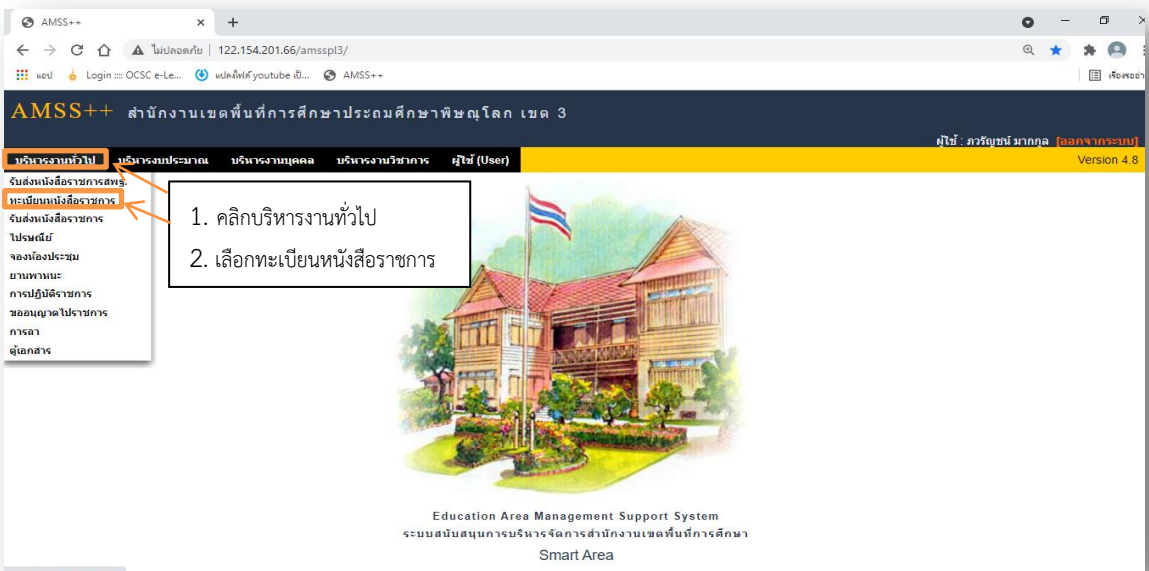 AMSS++
ไม่ปลอดภัย | 122.154.201.66/amsspl3/
แอป Login :::: OCSC e-Le... แปลงไฟล์ youtube เป็... AMSS++
AMSS++ สำนักงานเขตพื้นที่การศึกษาประถมศึกษาพิษณุโลก เขต 3
ผู้ใช้ : ภวรัญชน์ มากกูล [ออกจากระบบ]
บริหารงานทั่วไป บริหารงบประมาณ บริหารงานบุคคล บริหารงานวิชาการ ผู้ใช้ (User) Version 4.8
รับส่งหนังสือราชการสพฐ.
ทะเบียนหนังสือราชการ
รับส่งหนังสือราชการ
ไปรษณีย์
จองห้องประชุม
ยานพาหนะ
การปฏิบัติราชการ
ขออนุญาตไปราชการ
การลา
ตู้เอกสาร
1. คลิกบริหารงานทั่วไป
2. เลือกทะเบียนหนังสือราชการ
Education Area Management Support System
ระบบสนับสนุนการบริหารจัดการสำนักงานเขตพื้นที่การศึกษา
Smart Area